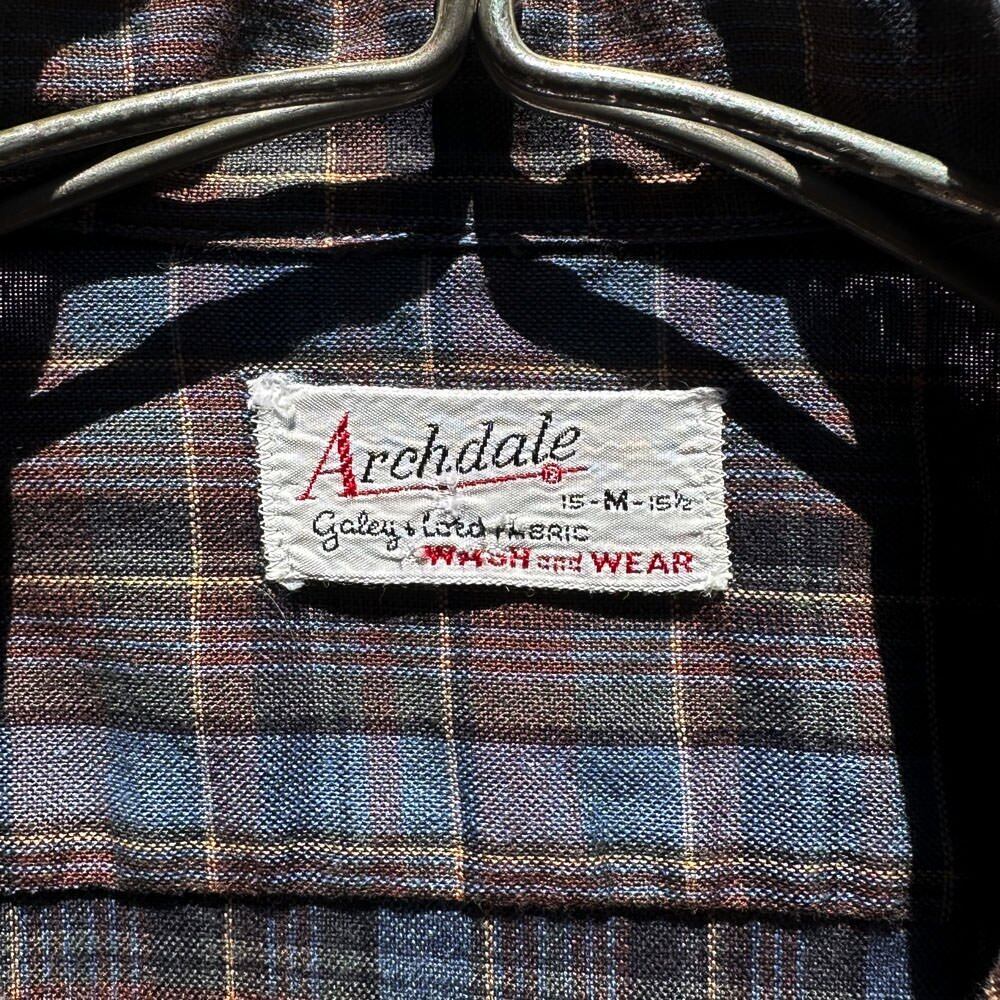 Archdale ®
15-M-15½
Galey & Lord FABRIC
WASH and WEAR